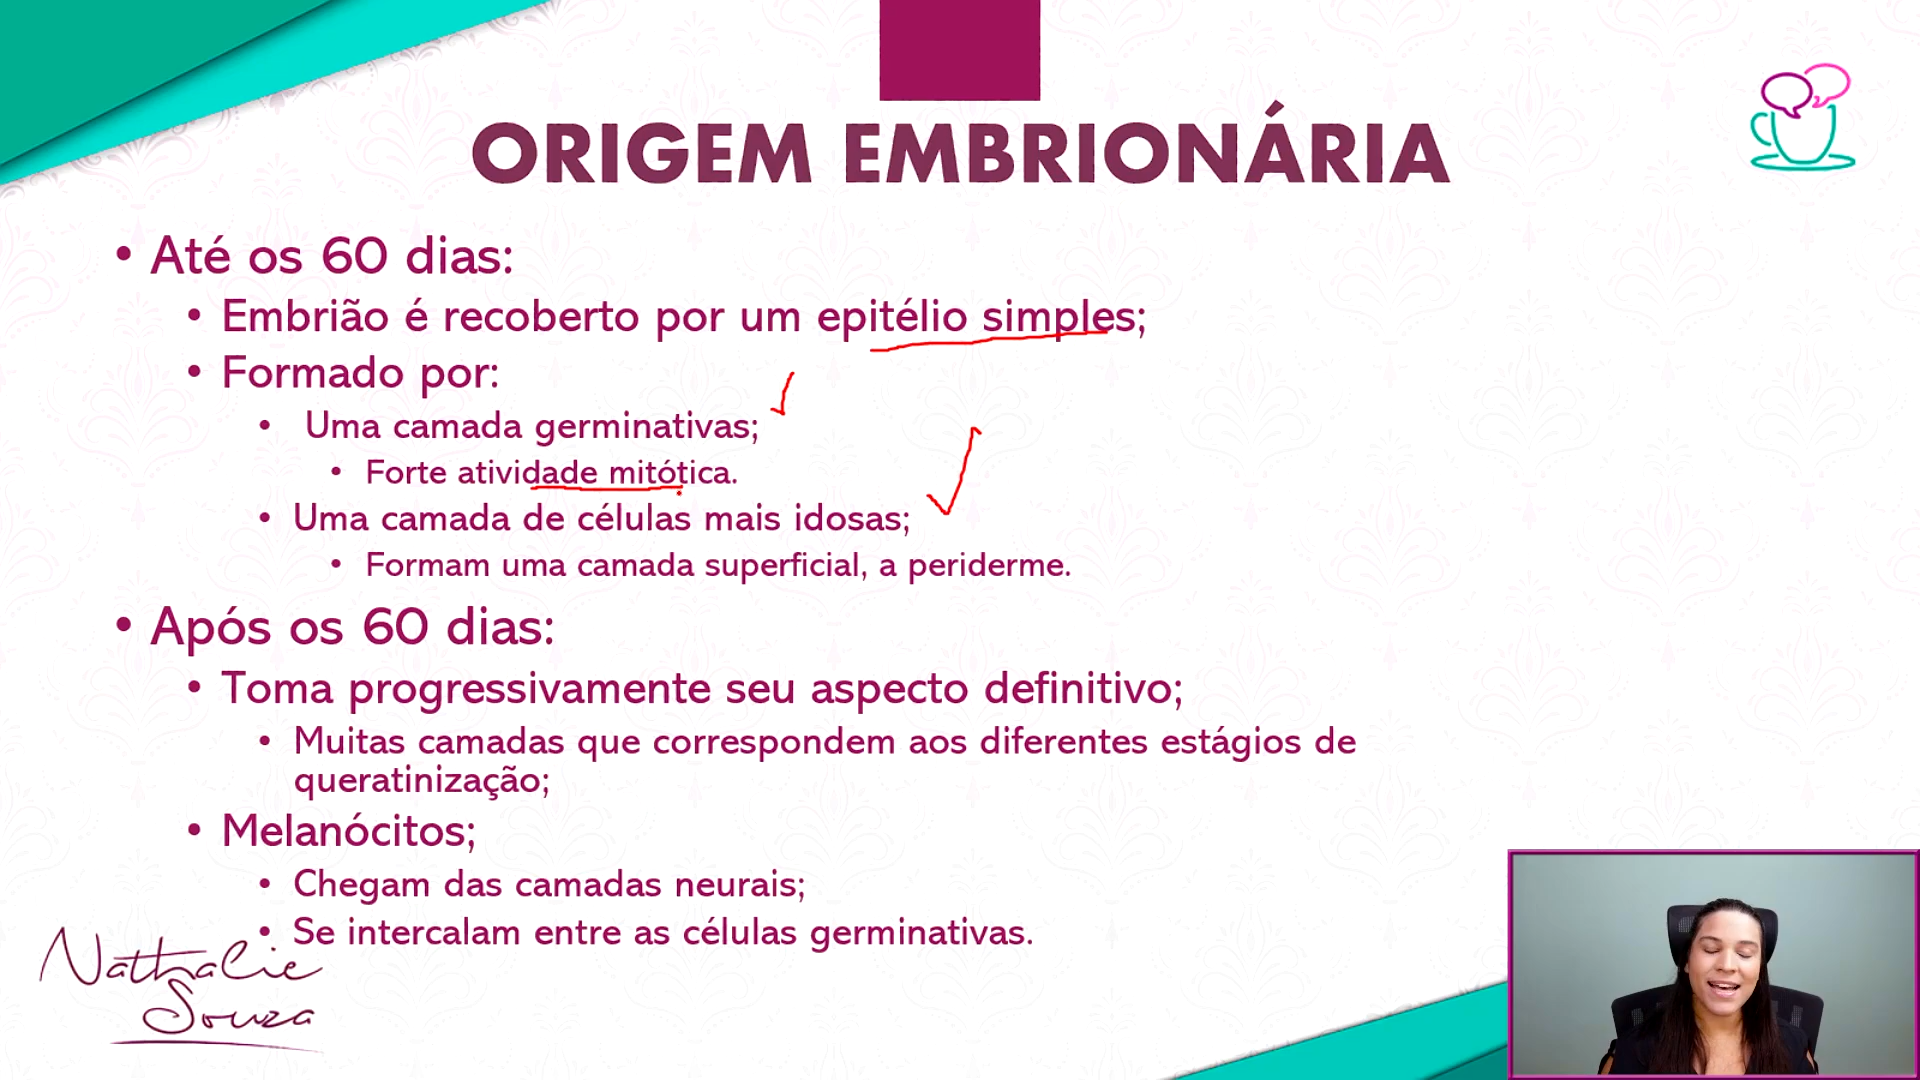 ORIGEM EMBRIONÁRIA
• Até os 60 dias:
• Embrião é recoberto por um epitélio simples;
• Formado por:
• Uma camada germinativas;
• Forte atividade mitótica.
• Uma camada de células mais idosas;
• Formam uma camada superficial, a periderme.
• Após os 60 dias:
• Toma progressivamente seu aspecto definitivo;
• Muitas camadas que correspondem aos diferentes estágios de
queratinização;
• Melanócitos;
• Chegam das camadas neurais;
• Se intercalam entre as células germinativas.
Nathalie
Souza